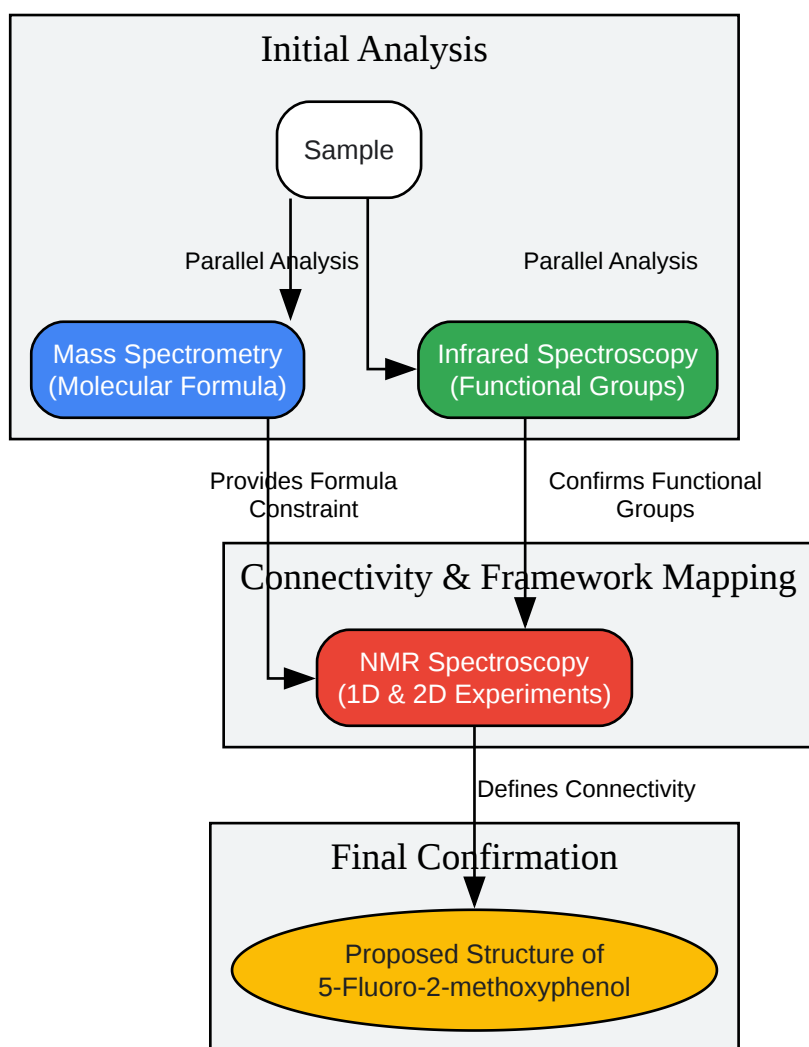 Initial Analysis
Sample
Parallel Analysis
Parallel Analysis
Mass Spectrometry
(Molecular Formula)
Infrared Spectroscopy
(Functional Groups)
Provides Formula
Constraint
Confirms Functional
Groups
Connectivity & Framework Mapping
NMR Spectroscopy
(1D & 2D Experiments)
Defines Connectivity
Final Confirmation
Proposed Structure of
5-Fluoro-2-methoxyphenol